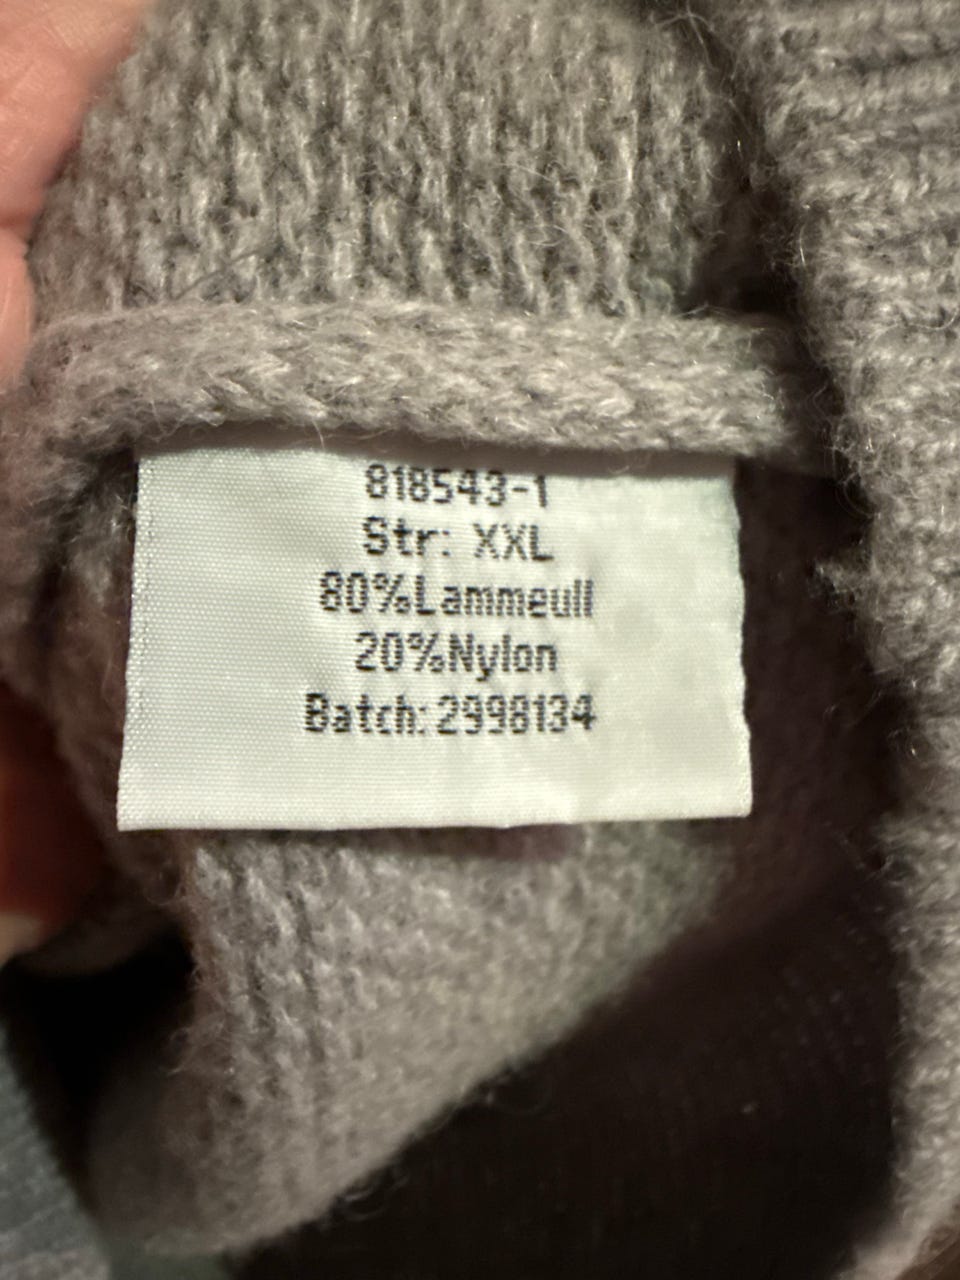 818543-1
Str: XXL
80%Lammeull
20%Nylon
Batch:2998134